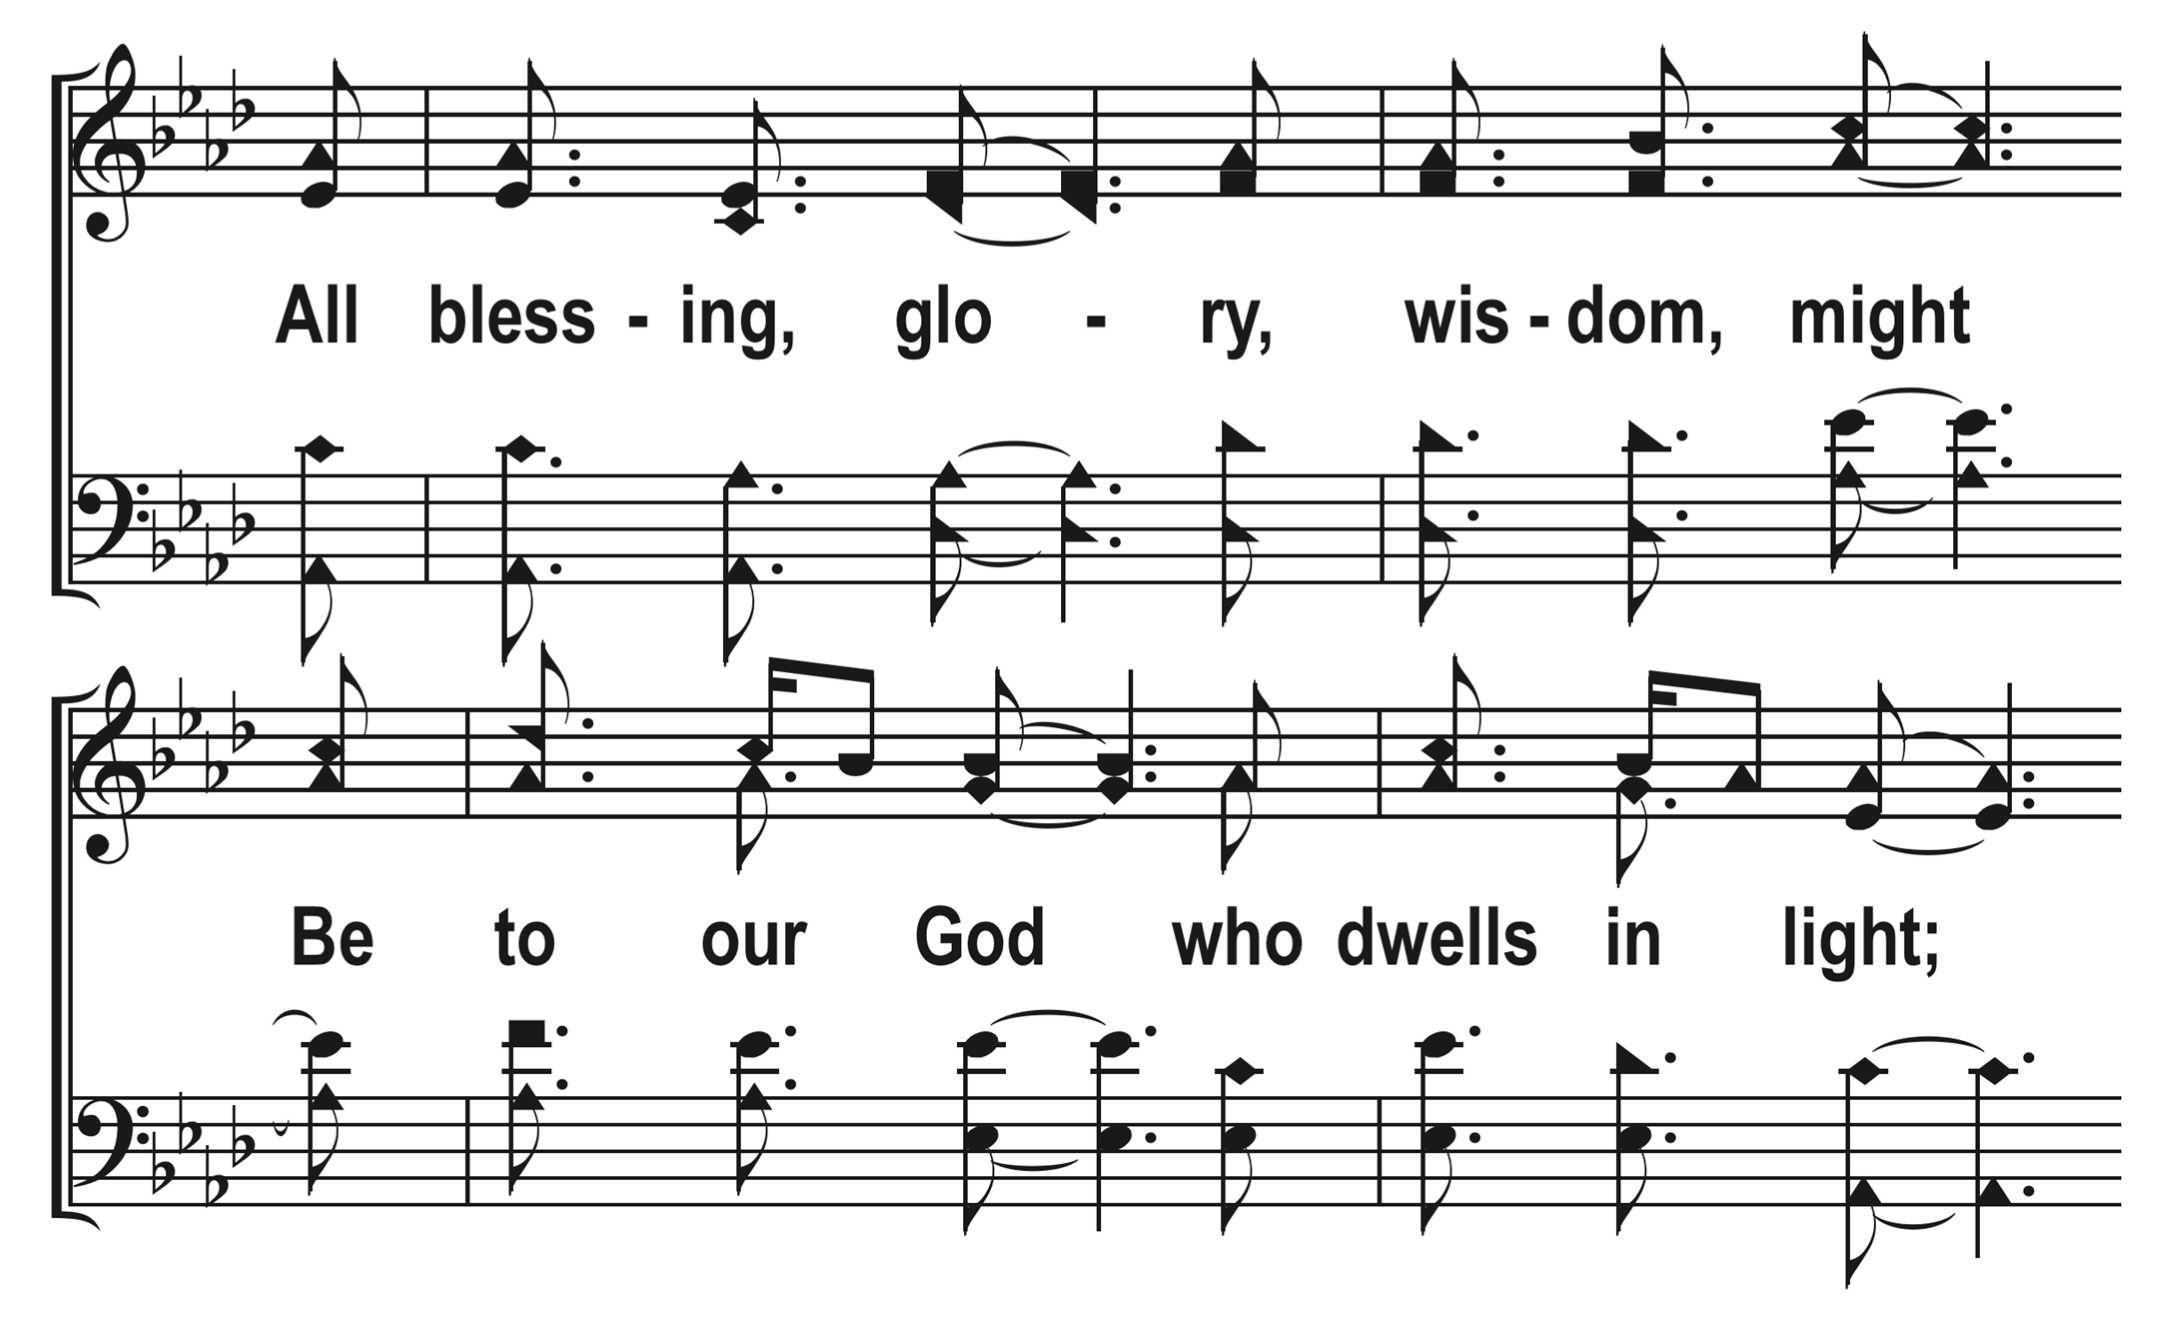 All bless - ing, glo - ry, wis - dom, might
Be to our God who dwells in light;